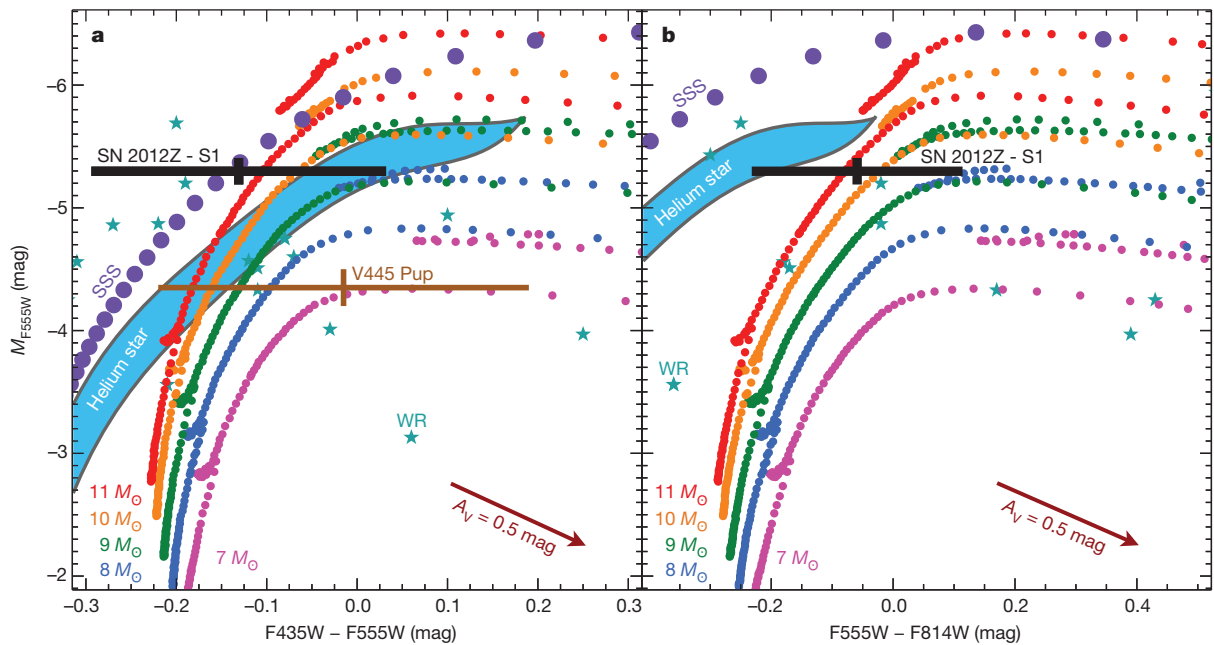 a
b
−6
−5
−4
−3
−2
M_F555W (mag)
SSS
SN 2012Z - S1
Helium star
V445 Pup
WR
11 M⊙
10 M⊙
9 M⊙
8 M⊙
7 M⊙
A_V = 0.5 mag
−0.3 −0.2 −0.1 0.0 0.1 0.2 0.3
F435W − F555W (mag)
SSS
Helium star
SN 2012Z - S1
WR
11 M⊙
10 M⊙
9 M⊙
8 M⊙
7 M⊙
A_V = 0.5 mag
−0.2 0.0 0.2 0.4
F555W − F814W (mag)